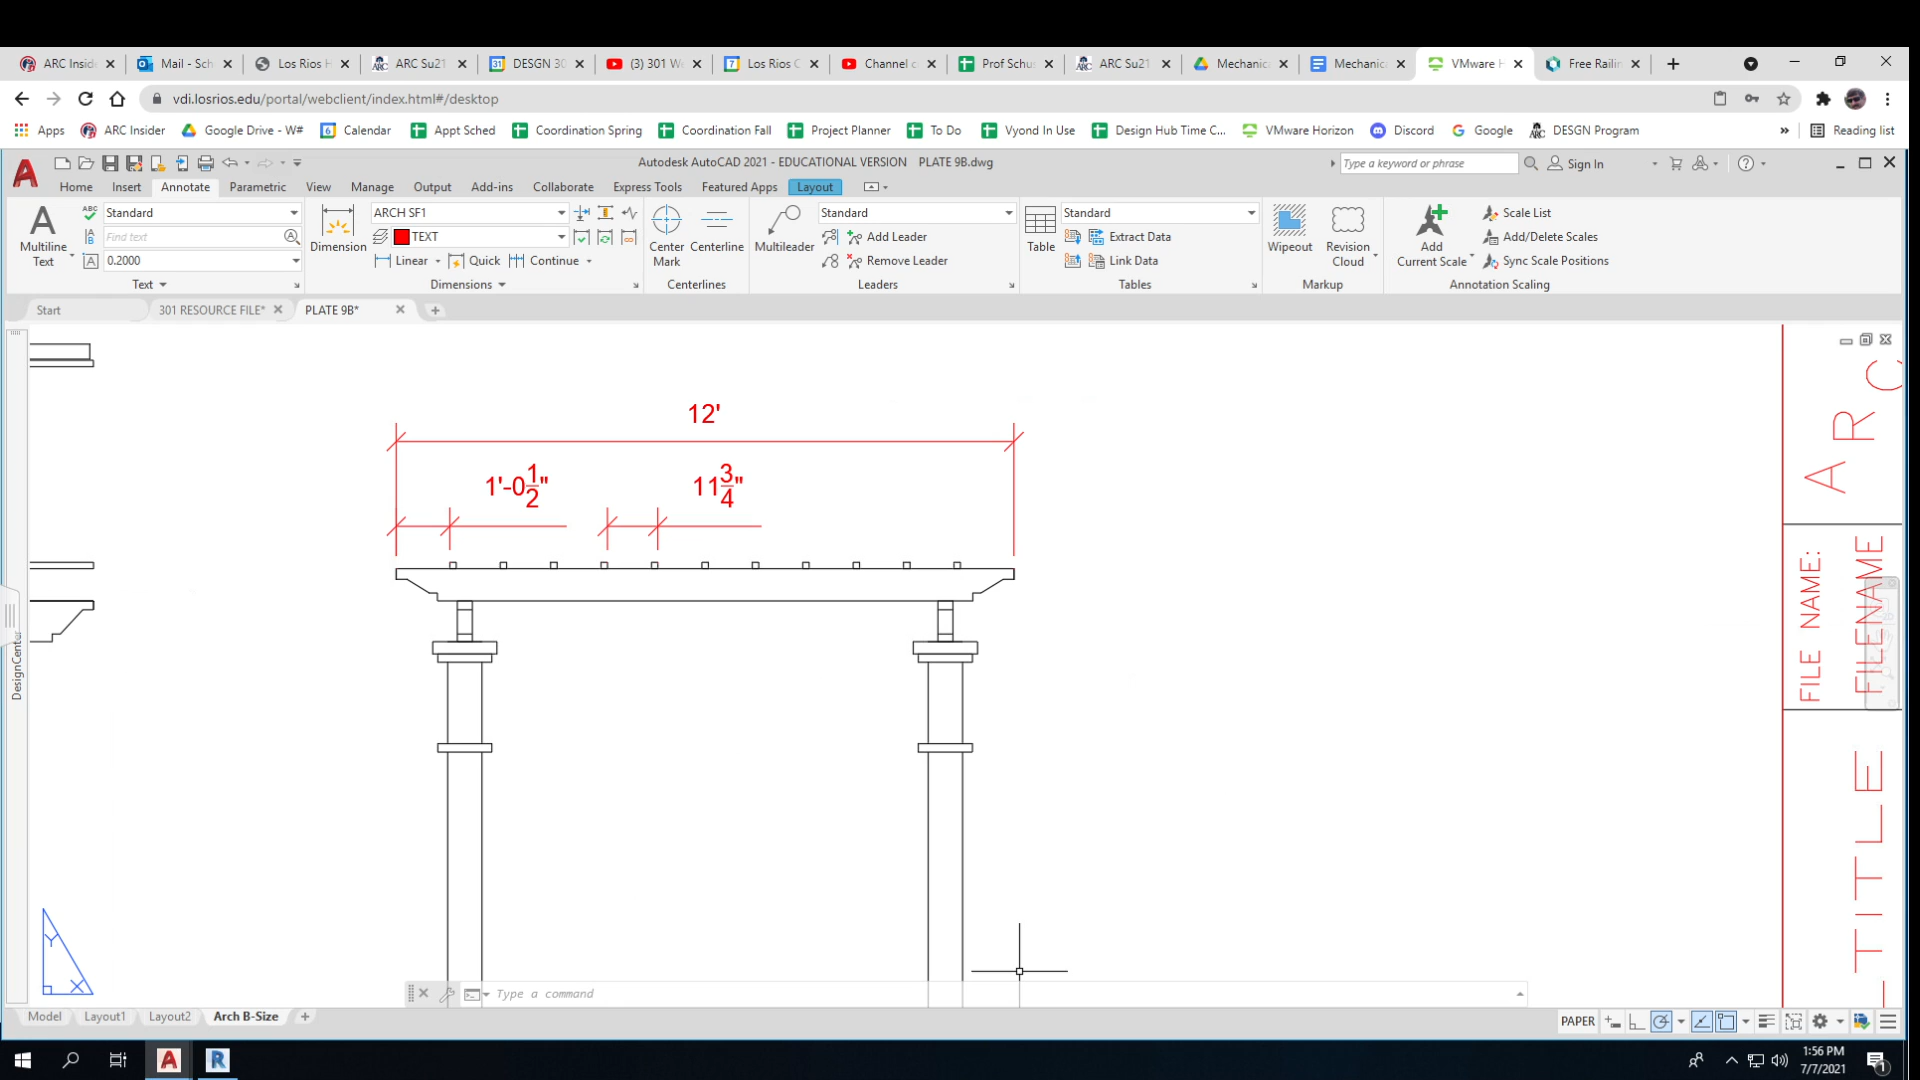 ARC Insid
Mail - Sch
Los Rios H
ARC Su21
DESGN 30
(3) 301 W
Los Rios C
Channel c
Prof Schu
ARC Su21
Mechanic
Mechanic
VMware H
Free Railin
vdi.losrios.edu/portal/webclient/index.html#/desktop
Apps
ARC Insider
Google Drive - W#
Calendar
Appt Sched
Coordination Spring
Coordination Fall
Project Planner
To Do
Vyond In Use
Design Hub Time C...
VMware Horizon
Discord
Google
DESGN Program
»
Reading list
Autodesk AutoCAD 2021 - EDUCATIONAL VERSION PLATE 9B.dwg
Type a keyword or phrase
Sign In
Home
Insert
Annotate
Parametric
View
Manage
Output
Add-ins
Collaborate
Express Tools
Featured Apps
Layout
Multiline
Text
Standard
Find text
0.2000
Text
Dimension
ARCH SF1
TEXT
Linear
Quick
Continue
Dimensions
Center
Mark
Centerline
Centerlines
Multileader
Standard
Add Leader
Remove Leader
Leaders
Table
Standard
Extract Data
Link Data
Tables
Wipeout
Revision
Cloud
Markup
Add
Current Scale
Scale List
Add/Delete Scales
Sync Scale Positions
Annotation Scaling
Start
301 RESOURCE FILE*
PLATE 9B*
DesignCenter
12'
1'-0 1/2"
11 3/4"
ARC
FILE NAME:
FILENAME
TITLE
Y
X
Type a command
Model
Layout1
Layout2
Arch B-Size
PAPER
1:56 PM
7/7/2021
1